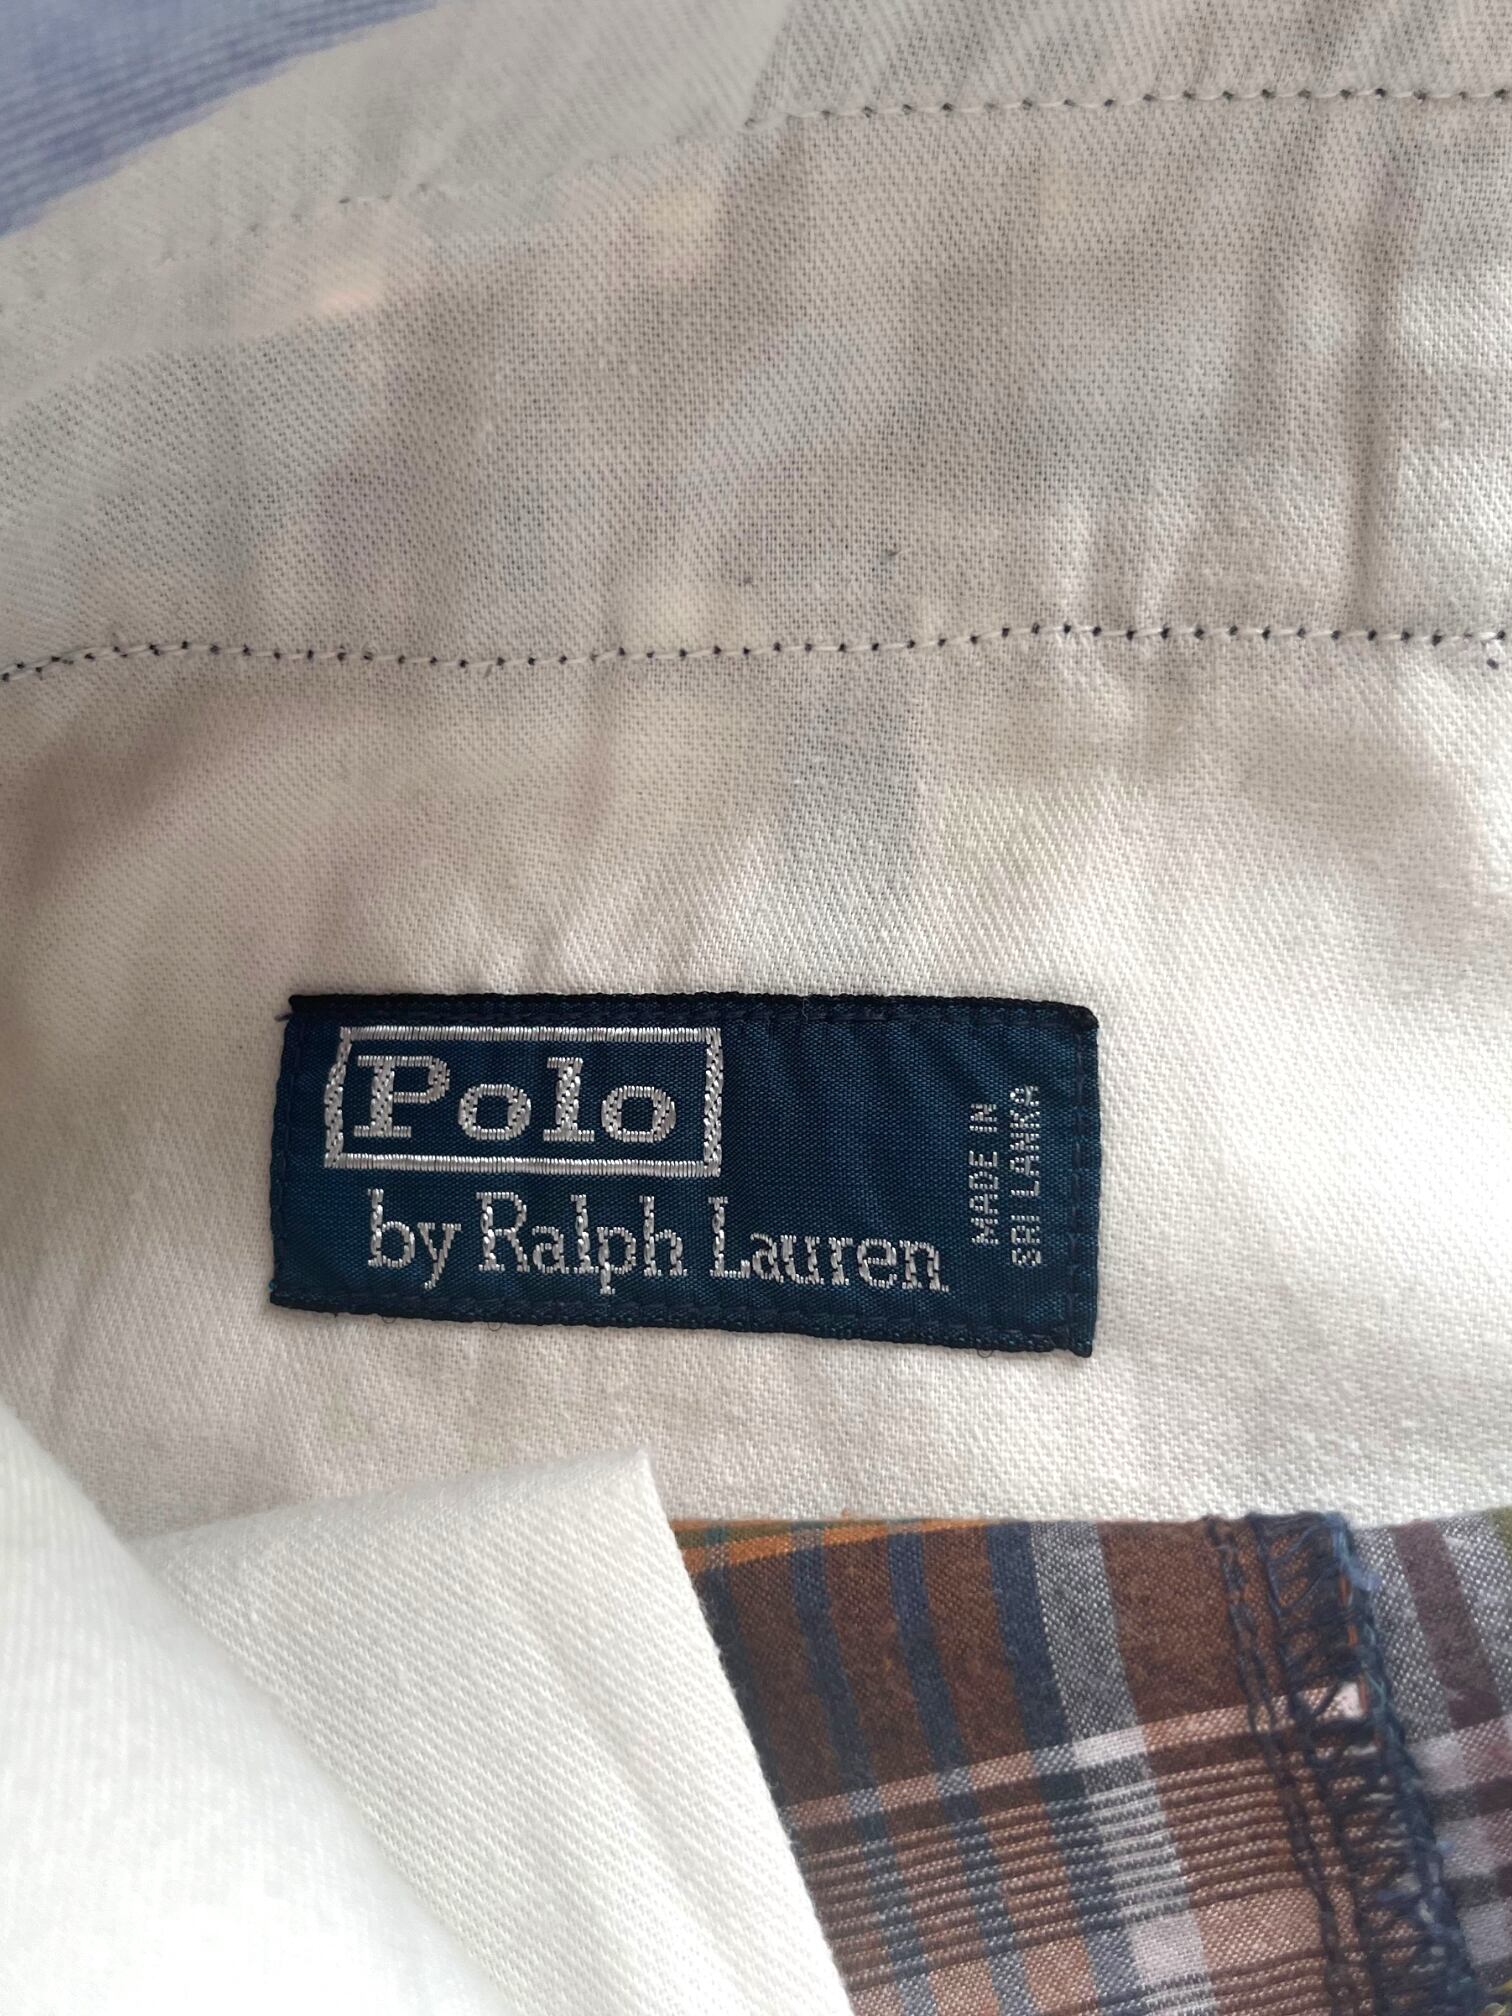 Polo
by Ralph Lauren
MADE IN
SRI LANKA